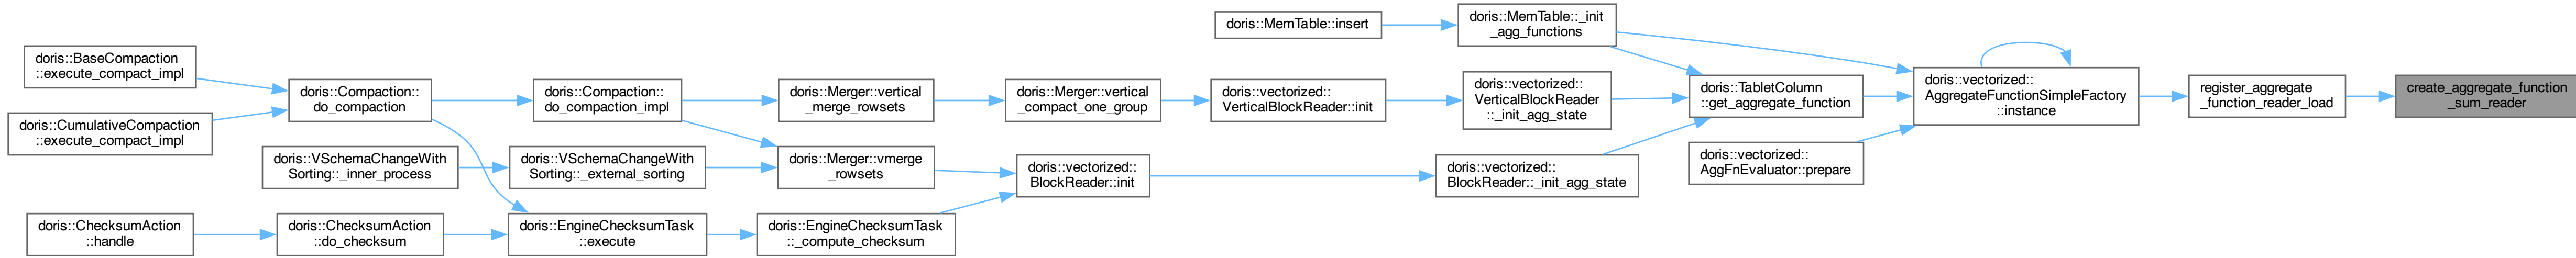 doris::BaseCompaction
::execute_compact_impl
doris::CumulativeCompaction
::execute_compact_impl
doris::Compaction::
do_compaction
doris::VSchemaChangeWith
Sorting::_inner_process
doris::ChecksumAction
::handle
doris::ChecksumAction
::do_checksum
doris::Compaction::
do_compaction_impl
doris::VSchemaChangeWith
Sorting::_external_sorting
doris::EngineChecksumTask
::execute
doris::Merger::vertical
_merge_rowsets
doris::Merger::vmerge
_rowsets
doris::EngineChecksumTask
::_compute_checksum
doris::Merger::vertical
_compact_one_group
doris::vectorized::
BlockReader::init
doris::MemTable::insert
doris::vectorized::
VerticalBlockReader::init
doris::MemTable::_init
_agg_functions
doris::vectorized::
VerticalBlockReader
::_init_agg_state
doris::vectorized::
BlockReader::_init_agg_state
doris::TabletColumn
::get_aggregate_function
doris::vectorized::
AggFnEvaluator::prepare
doris::vectorized::
AggregateFunctionSimpleFactory
::instance
register_aggregate
_function_reader_load
create_aggregate_function
_sum_reader